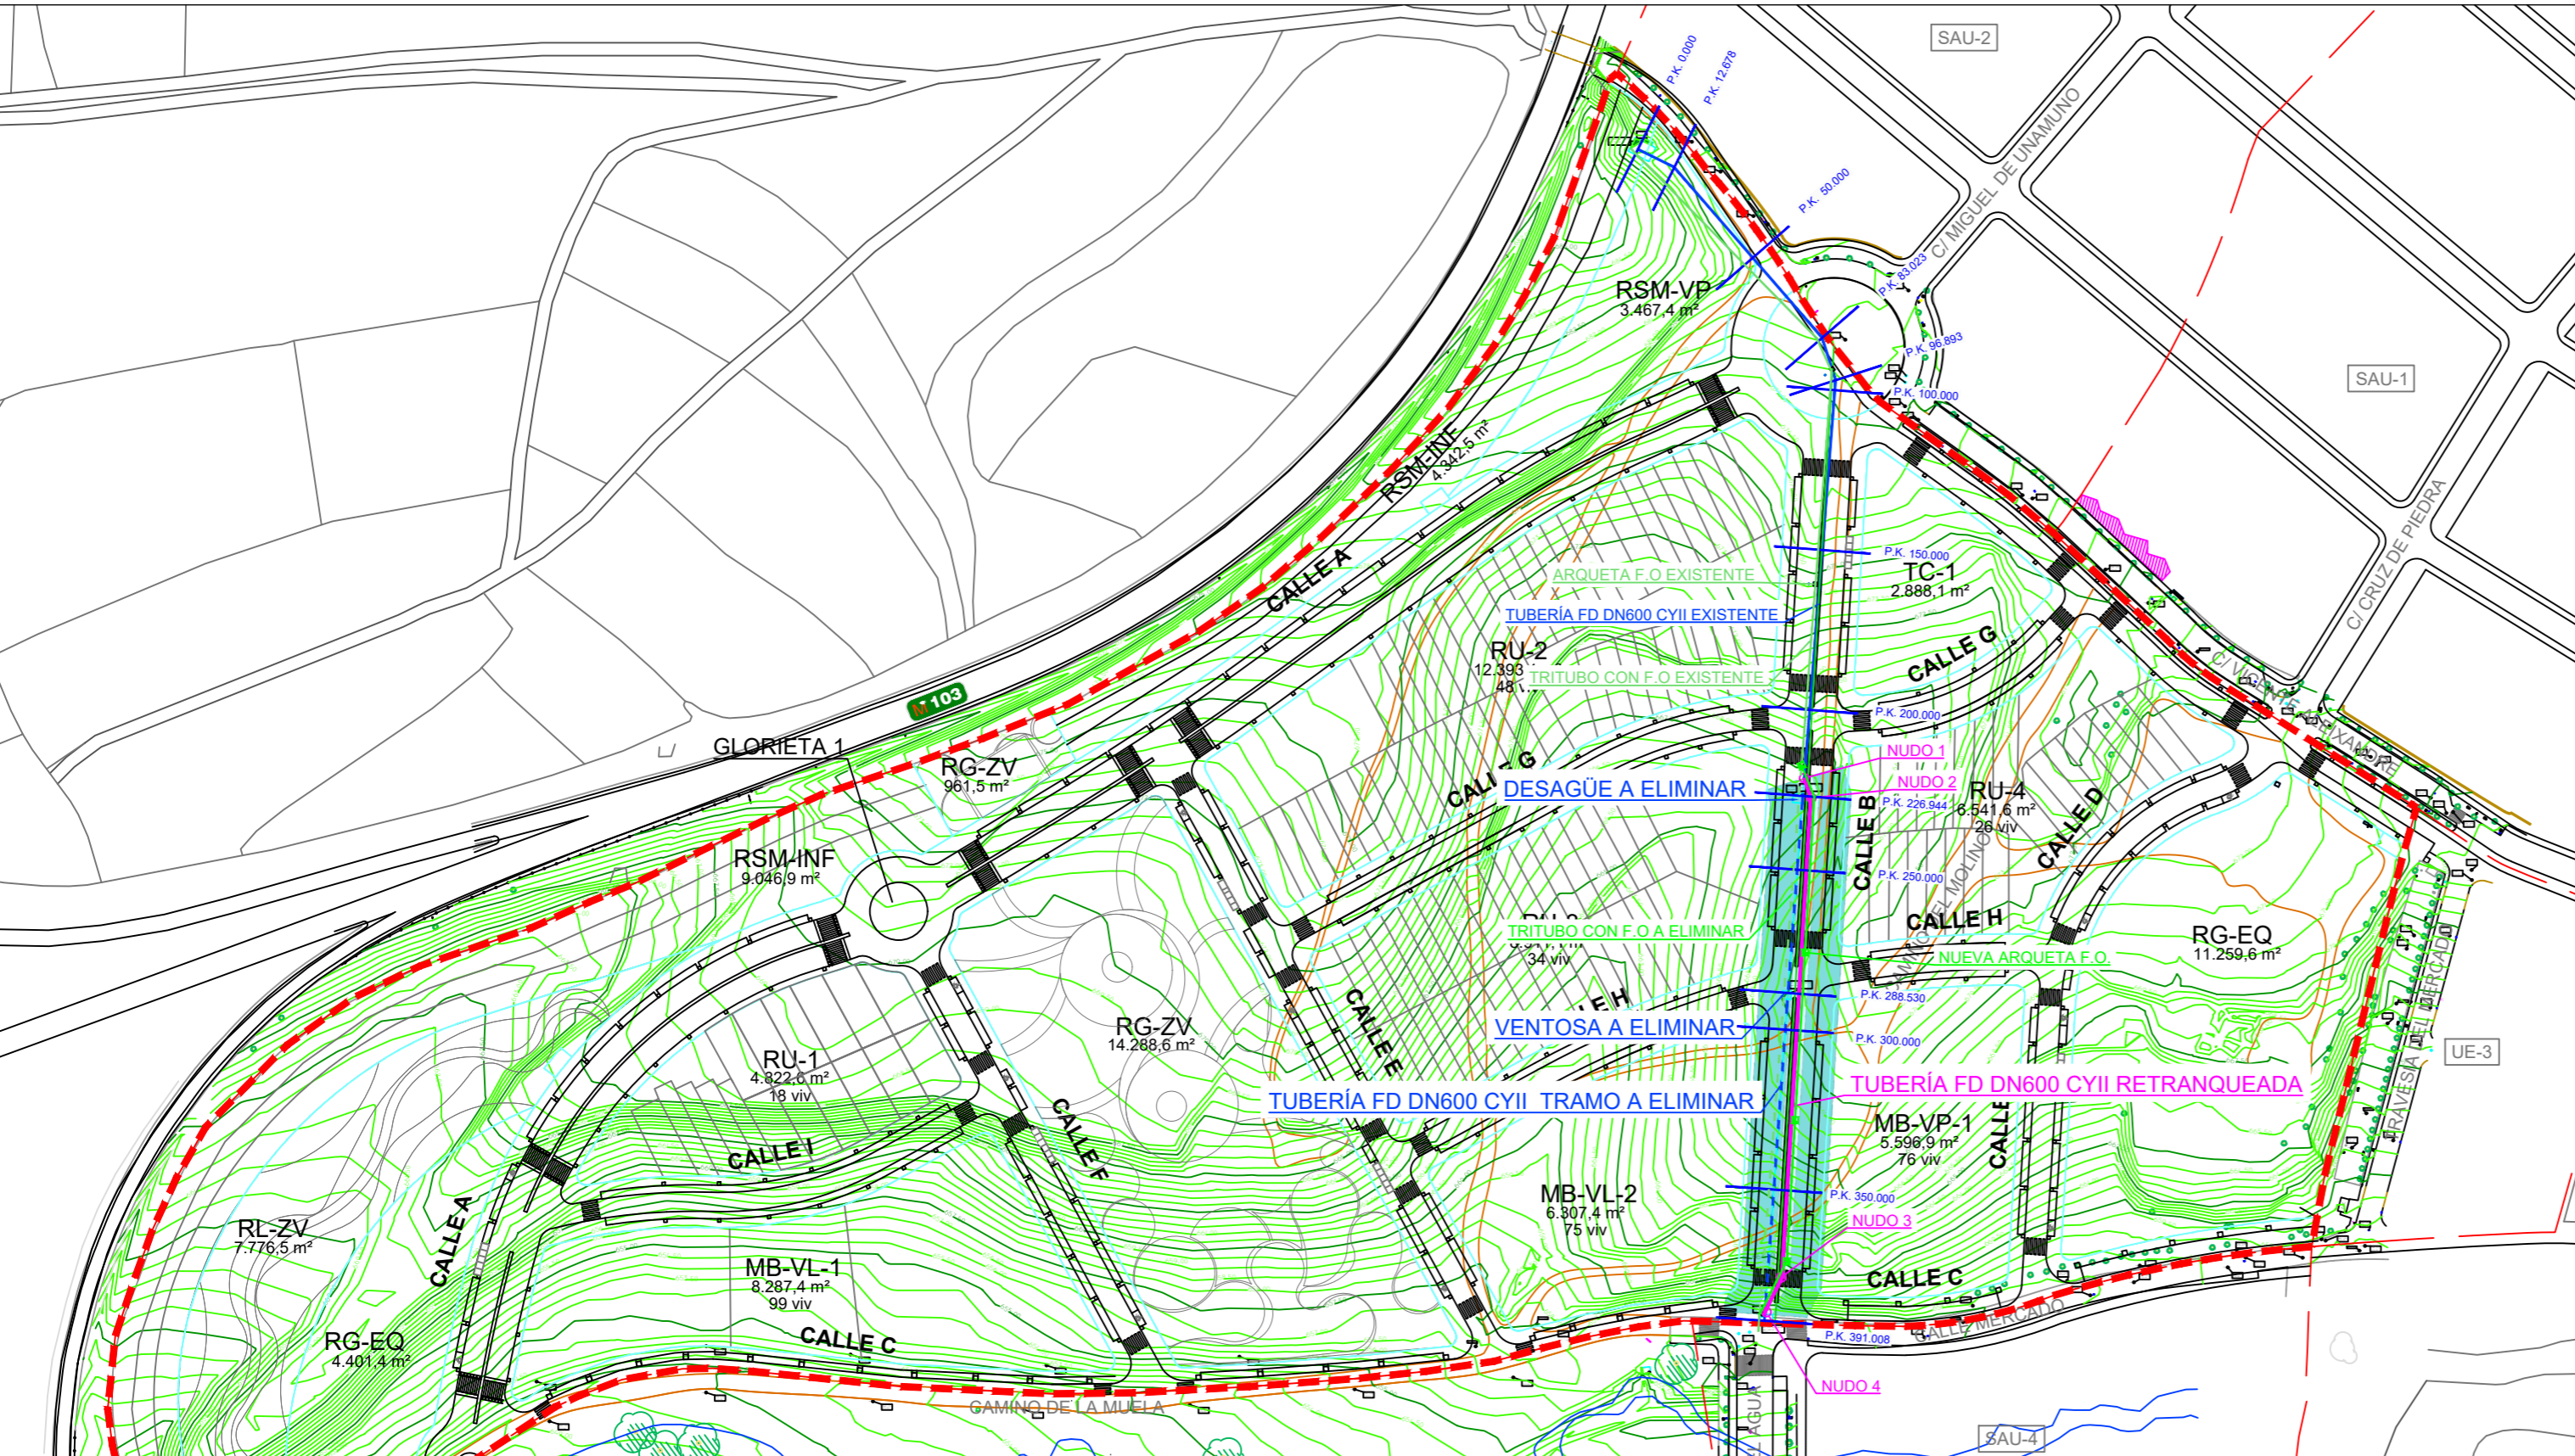 SAU-2
P.K. 0.000
P.K. 12.678
C/ MIGUEL DE UNAMUNO
P.K. 50.000
P.K. 83.023
RSM-VP
3.467,4 m²
P.K. 96.893
SAU-1
P.K. 100.000
RSM-INF
4.342,5 m²
C/ CRUZ DE PIEDRA
CALLE A
P.K. 150.000
ARQUETA F.O EXISTENTE
TC-1
2.888,1 m²
TUBERÍA FD DN600 CYII EXISTENTE
RU-2
12.393
48
TRITUBO CON F.O EXISTENTE
CALLE G
C/ VICENTE ALEIXANDRE
M 103
P.K. 200.000
GLORIETA 1
NUDO 1
RG-ZV
961,5 m²
CALLE G
DESAGÜE A ELIMINAR
NUDO 2
RU-4
6.541,6 m²
26 viv
P.K. 226.944
CALLE B
CALLE D
RSM-INF
9.046,9 m²
P.K. 250.000
CALLE H
TRITUBO CON F.O A ELIMINAR
34 viv
RG-EQ
11.259,6 m²
NUEVA ARQUETA F.O.
P.K. 288.530
CALLE E
RG-ZV
14.288,6 m²
VENTOSA A ELIMINAR
P.K. 300.000
UE-3
RU-1
4.822,6 m²
18 viv
TUBERÍA FD DN600 CYII RETRANQUEADA
TUBERÍA FD DN600 CYII TRAMO A ELIMINAR
TRAVESIA DEL MERCADO
MB-VP-1
5.596,9 m²
76 viv
CALLE
CALLE F
CALLE I
P.K. 350.000
MB-VL-2
6.307,4 m²
75 viv
NUDO 3
RL-ZV
7.776,5 m²
CALLE A
MB-VL-1
8.287,4 m²
99 viv
CALLE C
CALLE MERCADO
RG-EQ
4.401,4 m²
CALLE C
P.K. 391.008
NUDO 4
CAMINO DE LA MUELA
AGUA
SAU-4